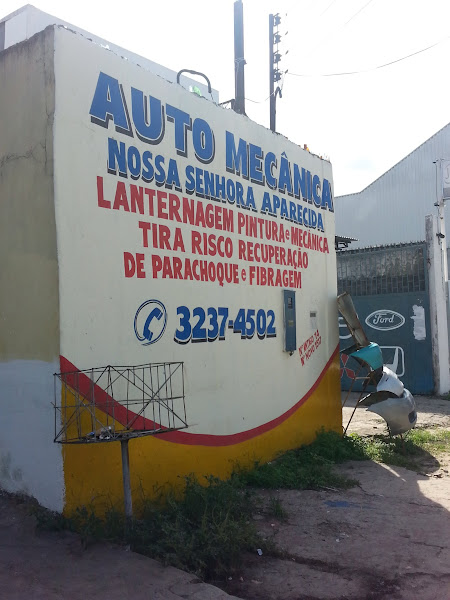 AUTO MECÂNICA
NOSSA SENHORA APARECIDA
LANTERNAGEM PINTURA e MECÂNICA
TIRA RISCO RECUPERAÇÃO
DE PARACHOQUE e FIBRAGEM
3237-4502
Ford